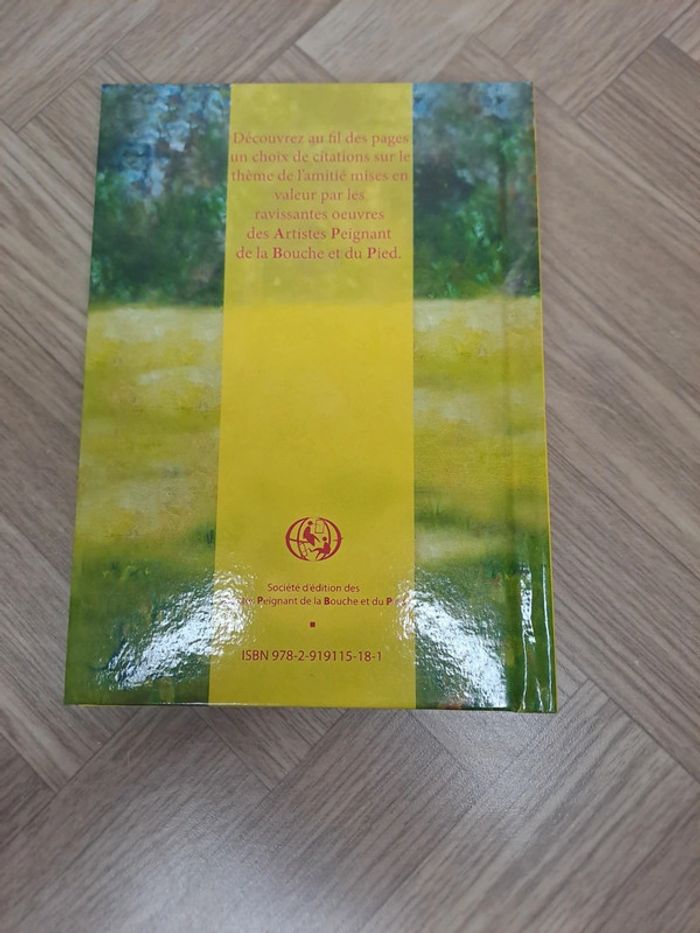 Découvrez au fil des pages
un choix de citations sur le
thème de l'amitié mises en
valeur par les
ravissantes oeuvres
des Artistes Peignant
de la Bouche et du Pied.
Société d'édition des
Peignant de la Bouche et du
ISBN 978-2-919115-18-1